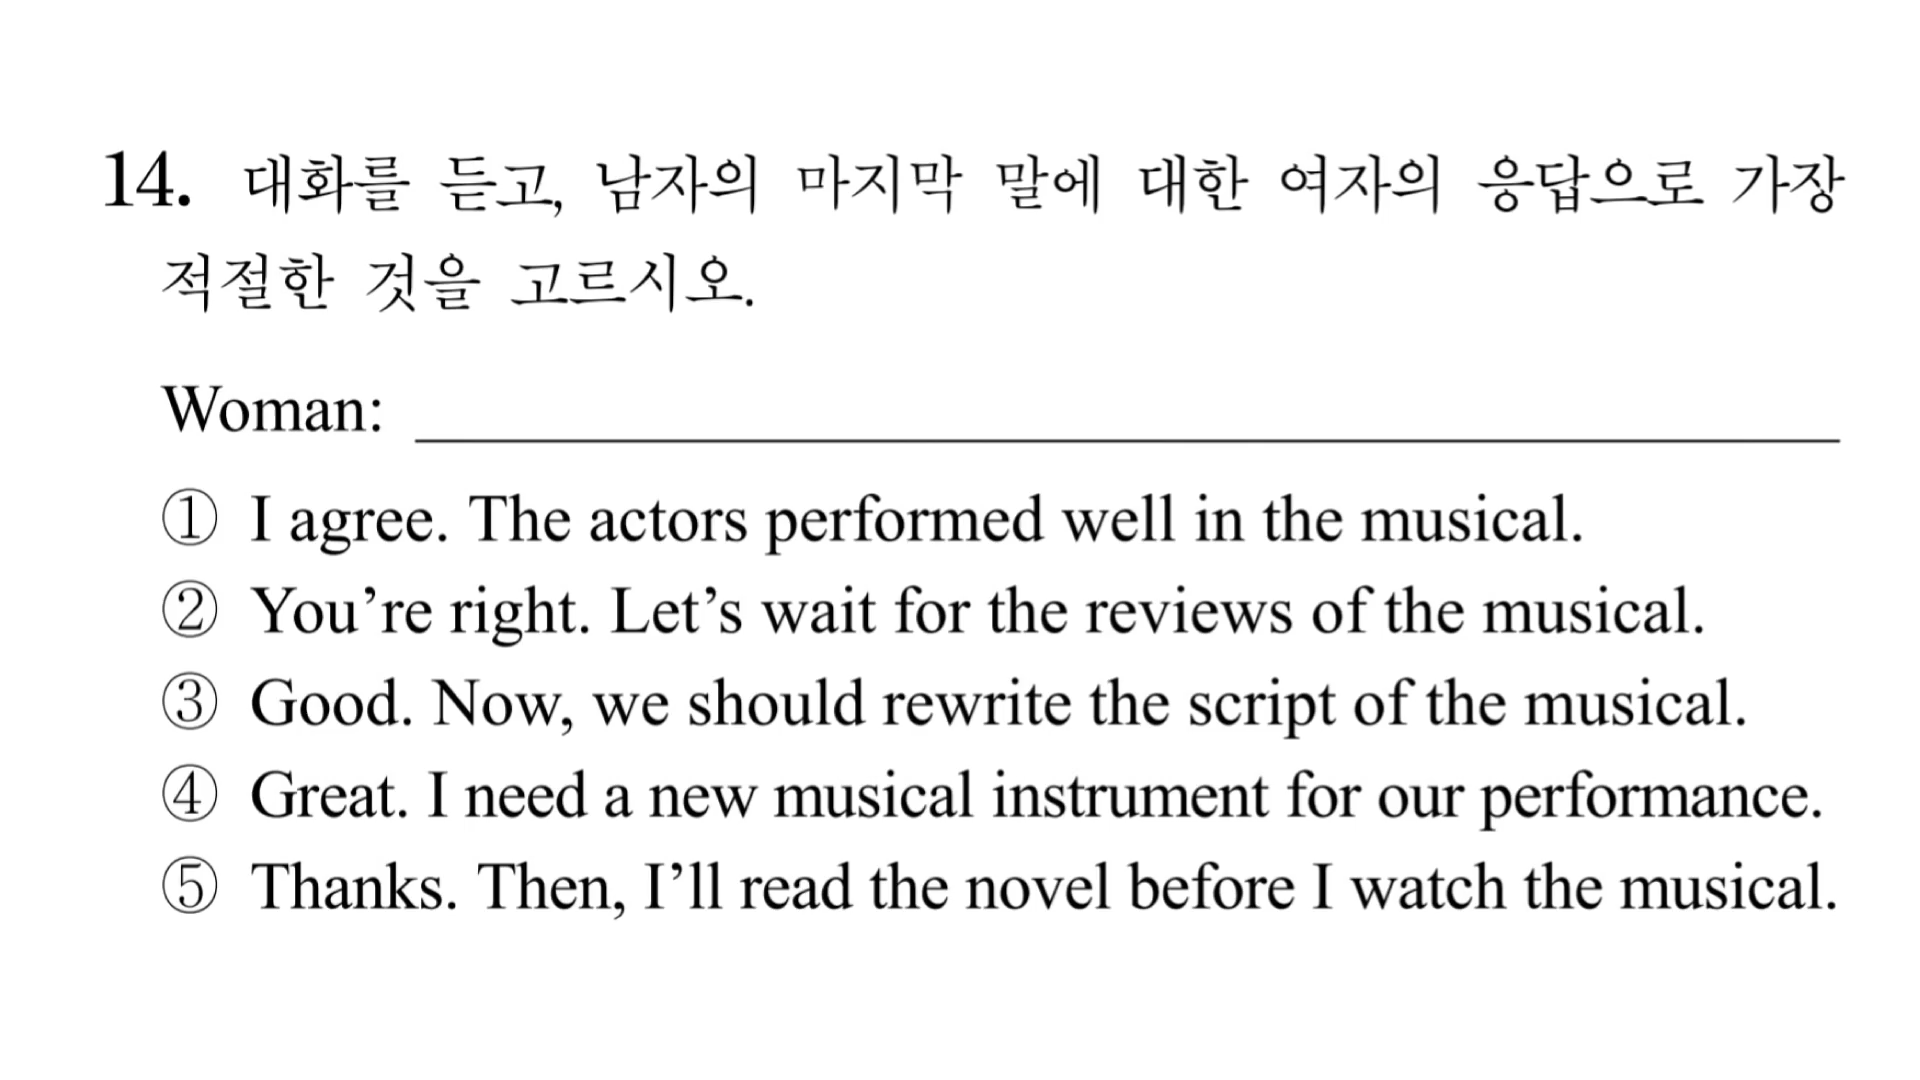 14. 대화를 듣고, 남자의 마지막 말에 대한 여자의 응답으로 가장
적절한 것을 고르시오.
Woman:
① I agree. The actors performed well in the musical.
② You’re right. Let’s wait for the reviews of the musical.
③ Good. Now, we should rewrite the script of the musical.
④ Great. I need a new musical instrument for our performance.
⑤ Thanks. Then, I’ll read the novel before I watch the musical.